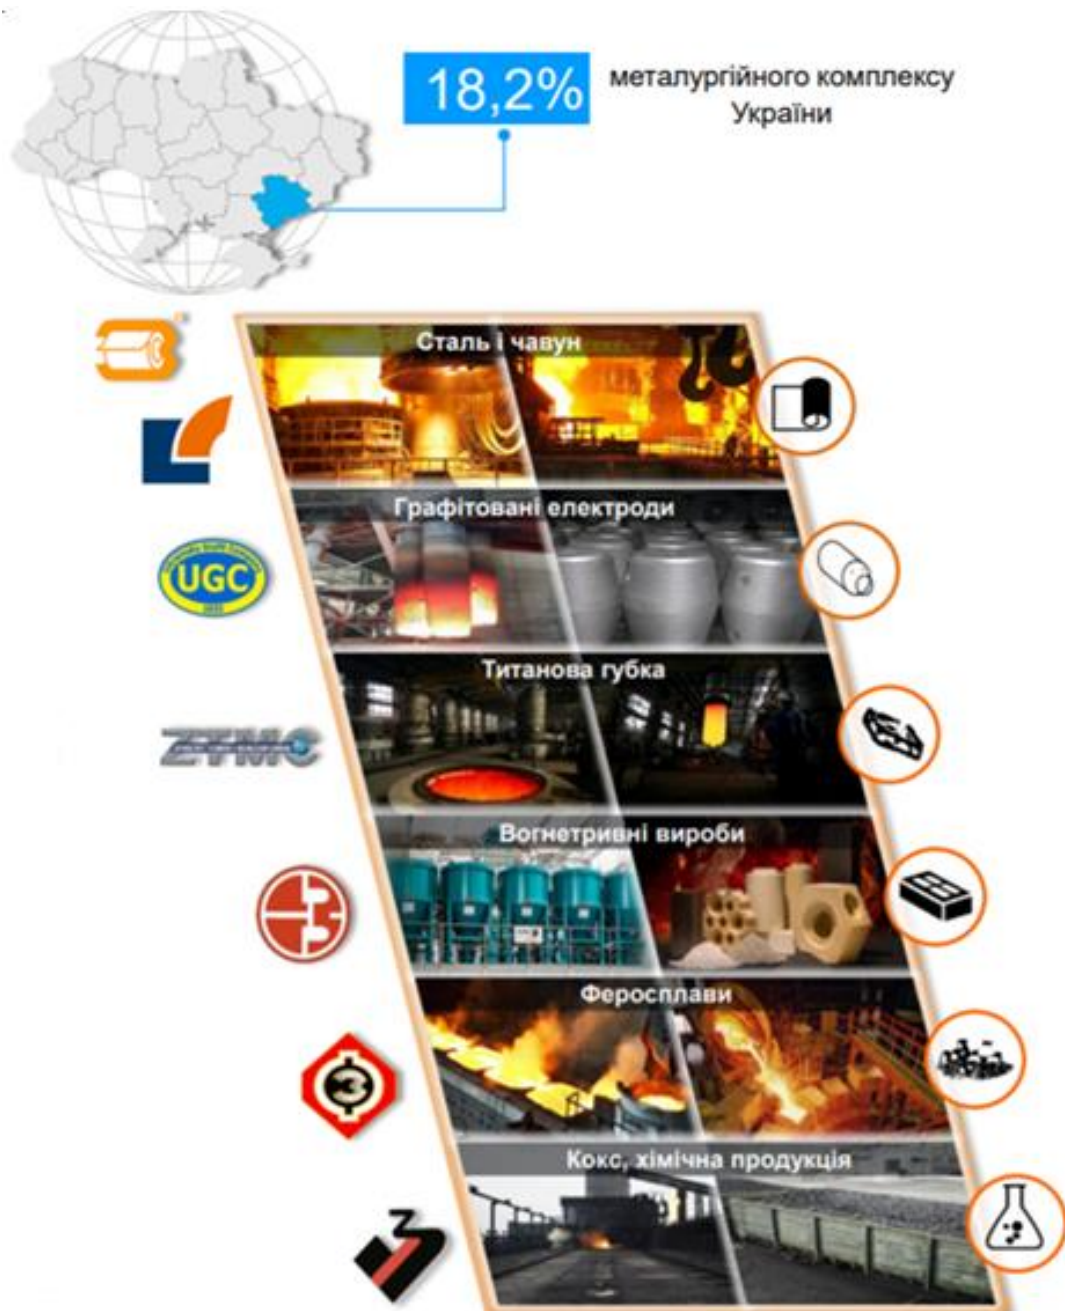 18,2%
металургійного комплексу
України
Сталь і чавун
Графітовані електроди
UGC
Титанова губка
ZTMC
Вогнетривні вироби
Феросплави
Кокс, хімічна продукція